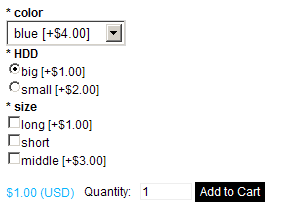 * color
blue [+$4.00]
* HDD
big [+$1.00]
small [+$2.00]
* size
long [+$1.00]
short
middle [+$3.00]
$1.00 (USD) Quantity: 1 Add to Cart